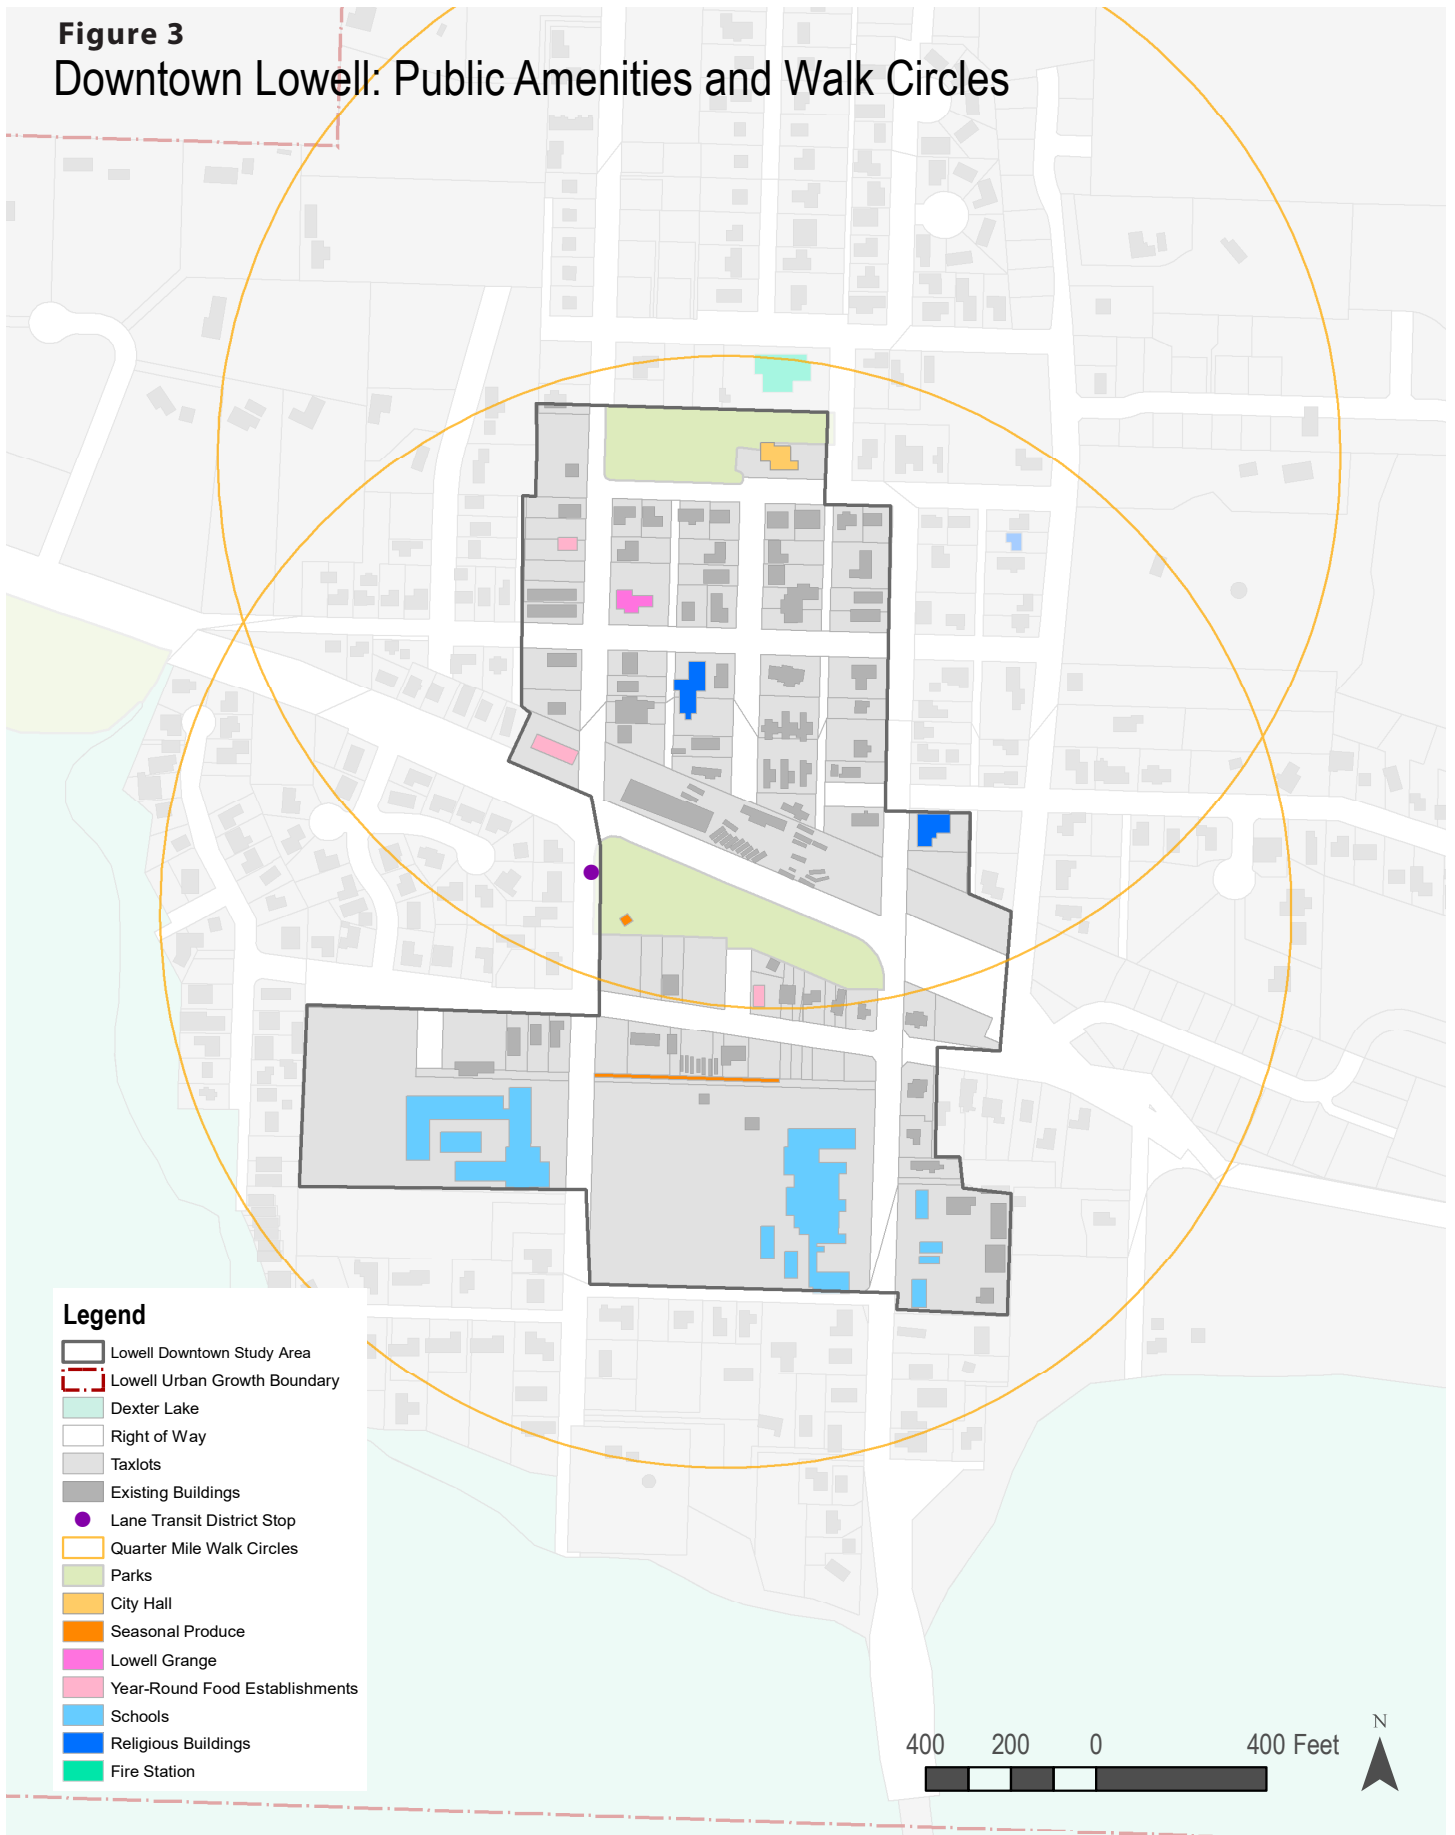 Figure 3
Downtown Lowell: Public Amenities and Walk Circles
Legend
Lowell Downtown Study Area
Lowell Urban Growth Boundary
Dexter Lake
Right of Way
Taxlots
Existing Buildings
Lane Transit District Stop
Quarter Mile Walk Circles
Parks
City Hall
Seasonal Produce
Lowell Grange
Year-Round Food Establishments
Schools
Religious Buildings
Fire Station
400 200 0 400 Feet
N